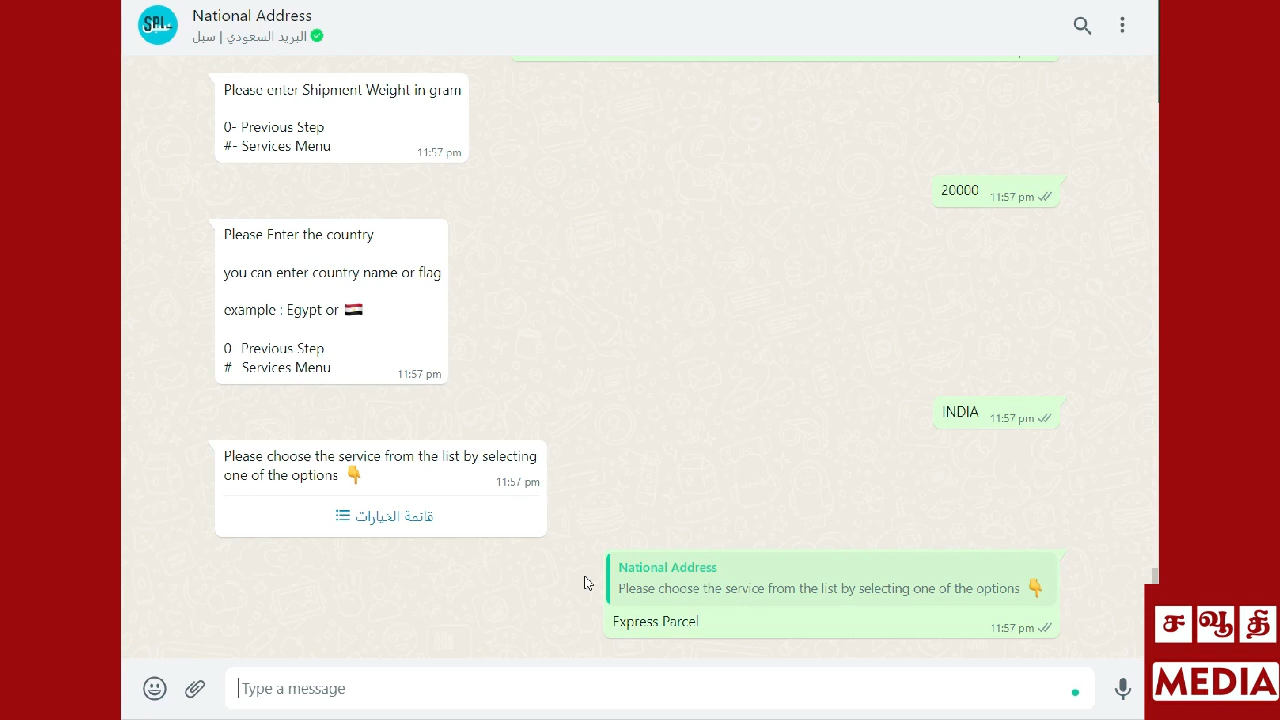 SPL
سبل
National Address
البريد السعودي | سبل
Please enter Shipment Weight in gram
0- Previous Step
#- Services Menu
11:57 pm
20000
11:57 pm
Please Enter the country
you can enter country name or flag
example : Egypt or 🇪🇬
0 Previous Step
# Services Menu
11:57 pm
INDIA
11:57 pm
Please choose the service from the list by selecting
one of the options 👇
11:57 pm
قائمة الخيارات
National Address
Please choose the service from the list by selecting one of the options 👇
Express Parcel
11:57 pm
Type a message
சவூதி
MEDIA